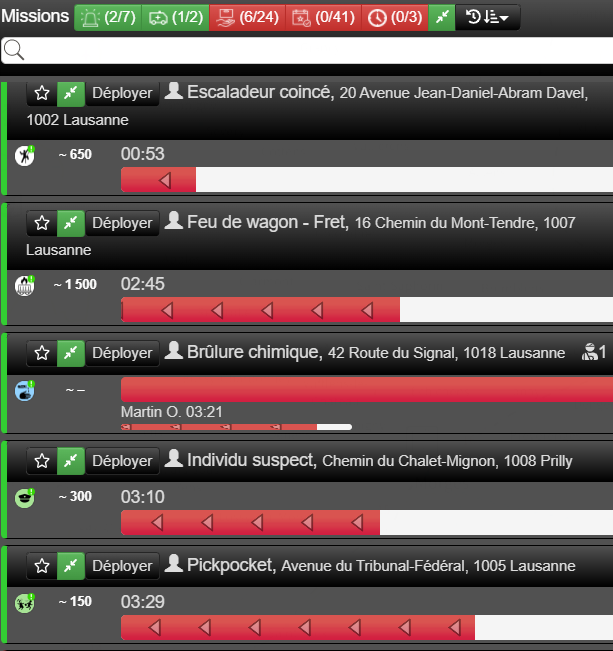 Missions (2/7) (1/2) (6/24) (0/41) (0/3)
Déployer Escaladeur coincé, 20 Avenue Jean-Daniel-Abram Davel,
1002 Lausanne
~ 650 00:53
Déployer Feu de wagon - Fret, 16 Chemin du Mont-Tendre, 1007
Lausanne
~ 1 500 02:45
Déployer Brûlure chimique, 42 Route du Signal, 1018 Lausanne 1
~ –
Martin O. 03:21
Déployer Individu suspect, Chemin du Chalet-Mignon, 1008 Prilly
~ 300 03:10
Déployer Pickpocket, Avenue du Tribunal-Fédéral, 1005 Lausanne
~ 150 03:29